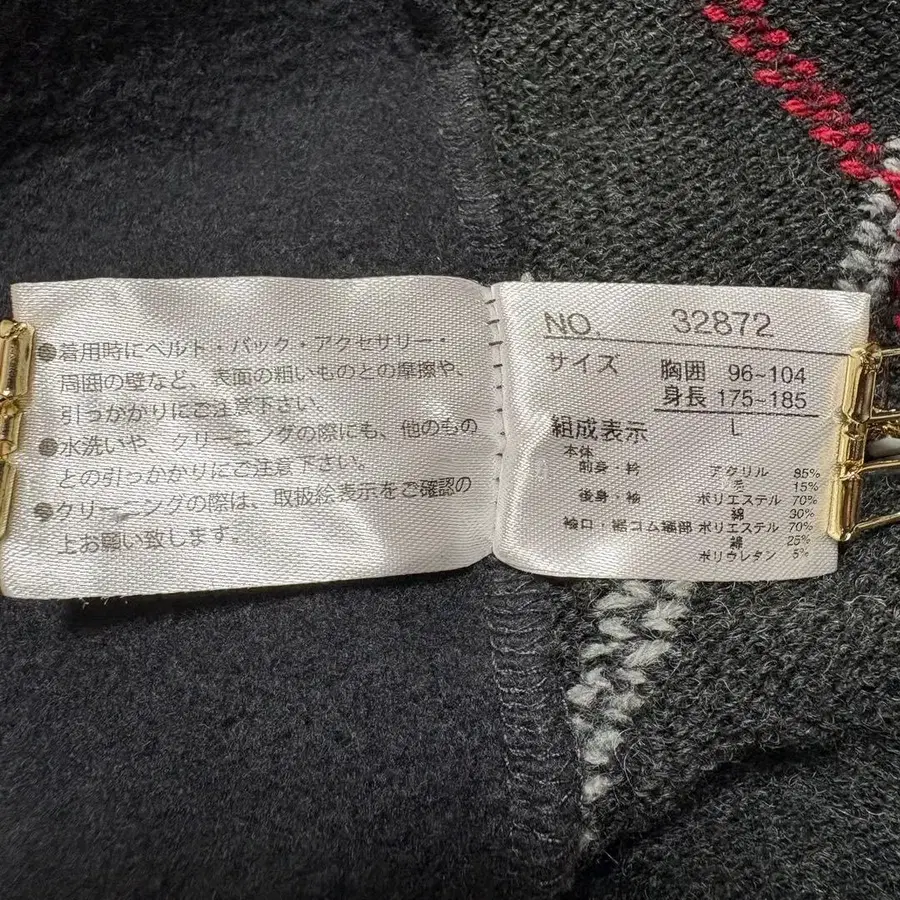 ●着用時にベルト・バック・アクセサリー・
周囲の壁など、表面の粗いものとの摩擦や、
引っかかりにご注意下さい。
●水洗いや、クリーニングの際にも、他のもの
との引っかかりにご注意下さい。
●クリーニングの際は、取扱絵表示をご確認の
上お願い致します。
NO. 32872
サイズ 胸囲 96~104
身長 175~185
L
組成表示
本体
前身・衿 アクリル 85%
毛 15%
後身・袖 ポリエステル 70%
綿 30%
袖口・裾ゴム編部 ポリエステル 70%
綿 25%
ポリウレタン 5%